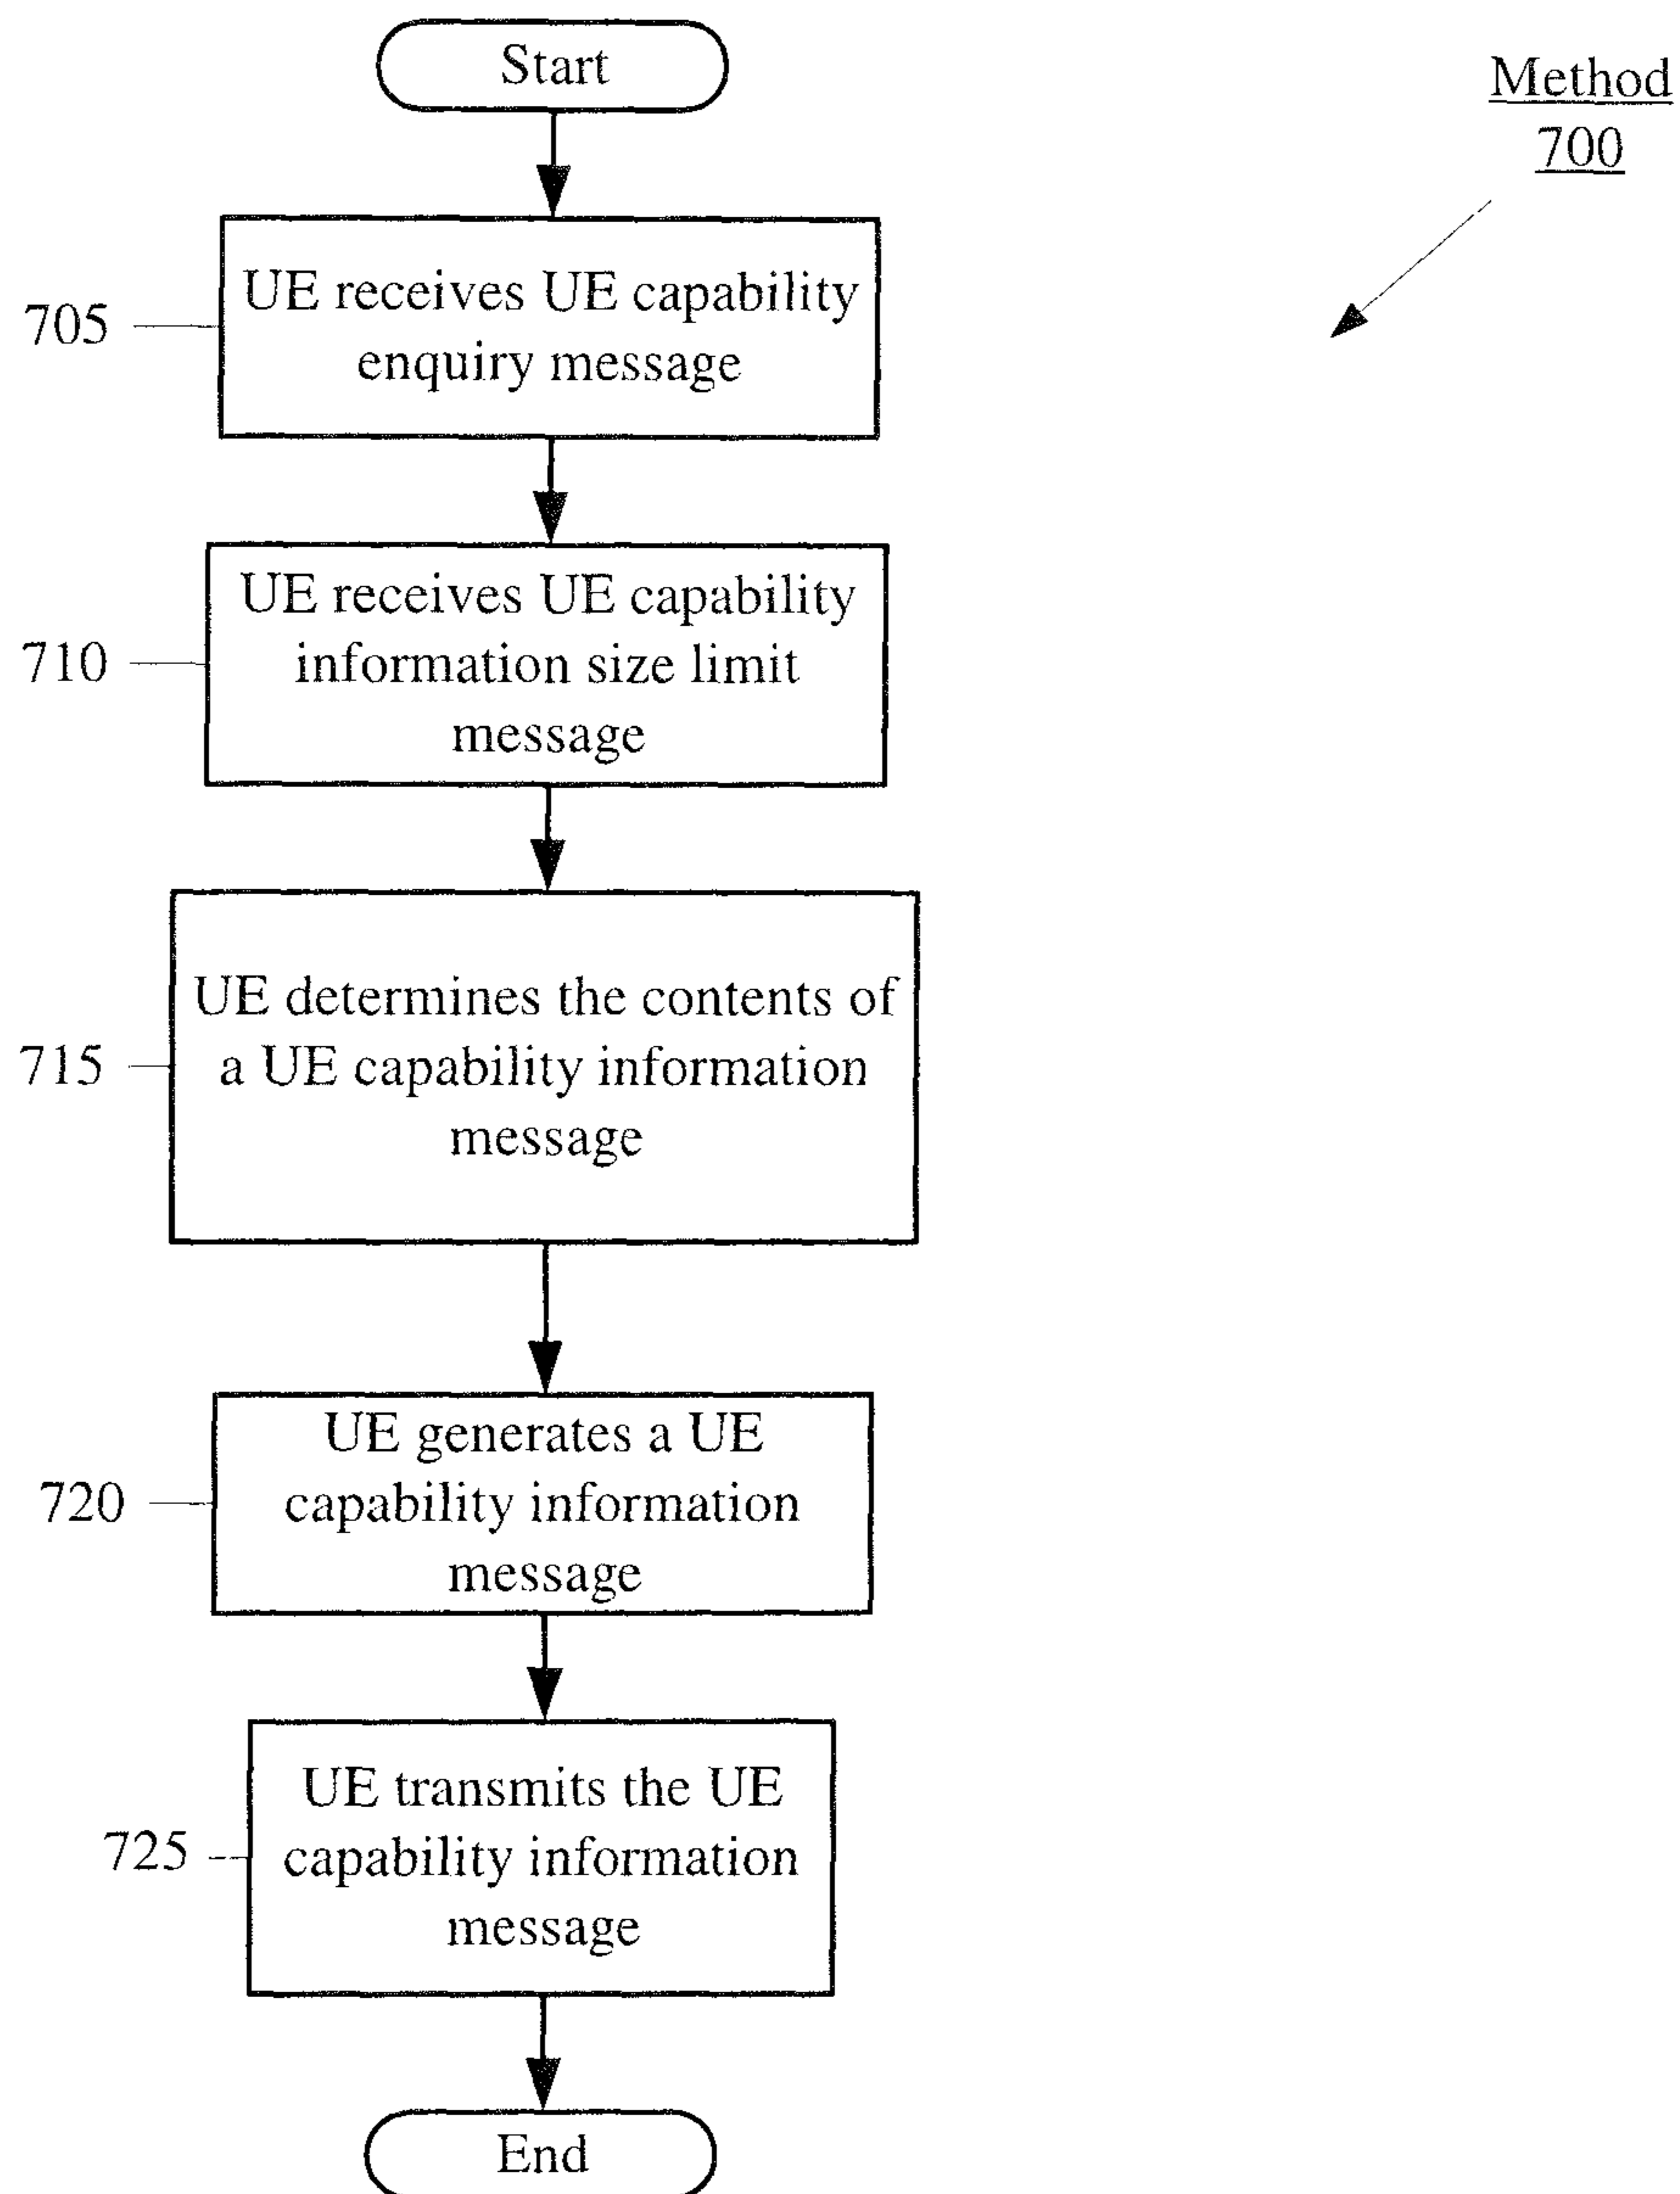 Start
Method
700
705
UE receives UE capability
enquiry message
710
UE receives UE capability
information size limit
message
715
UE determines the contents of
a UE capability information
message
720
UE generates a UE
capability information
message
725
UE transmits the UE
capability information
message
End